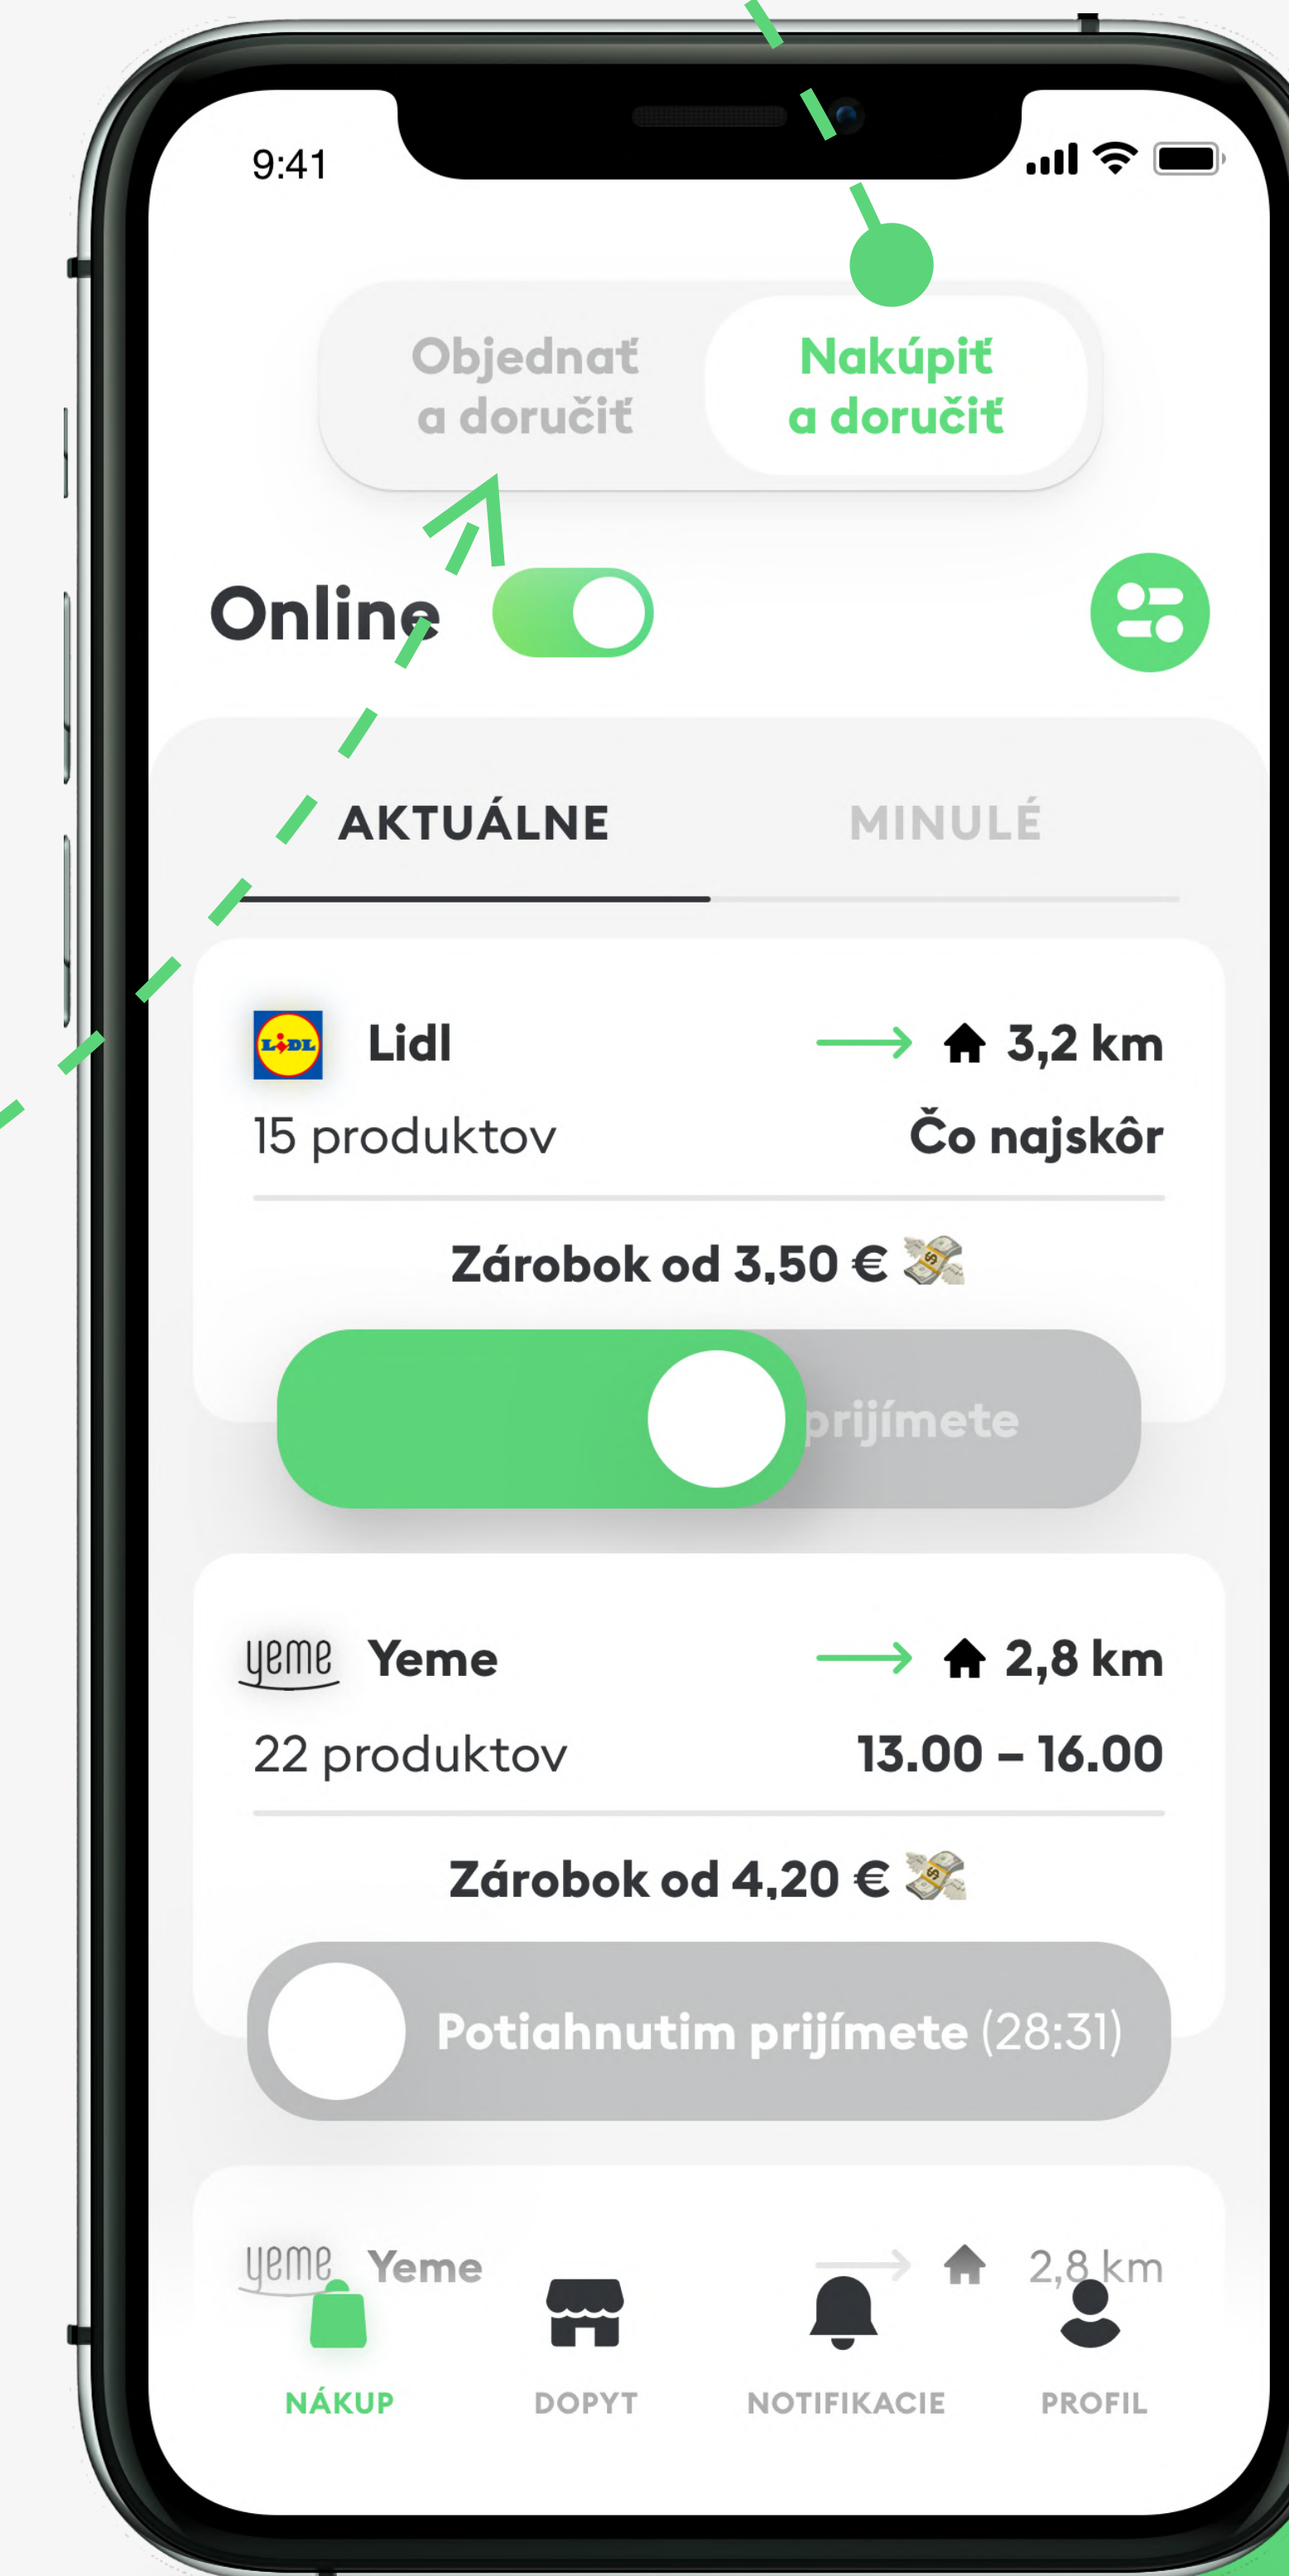 9:41
Objednať
a doručiť
Nakúpiť
a doručiť
Online
AKTUÁLNE
MINULÉ
LIDL
Lidl
3,2 km
15 produktov
Čo najskôr
Zárobok od 3,50 €
prijímete
yeme
Yeme
2,8 km
22 produktov
13.00 – 16.00
Zárobok od 4,20 €
Potiahnutim prijímete (28:31)
yeme
Yeme
2,8 km
NÁKUP
DOPYT
NOTIFIKACIE
PROFIL